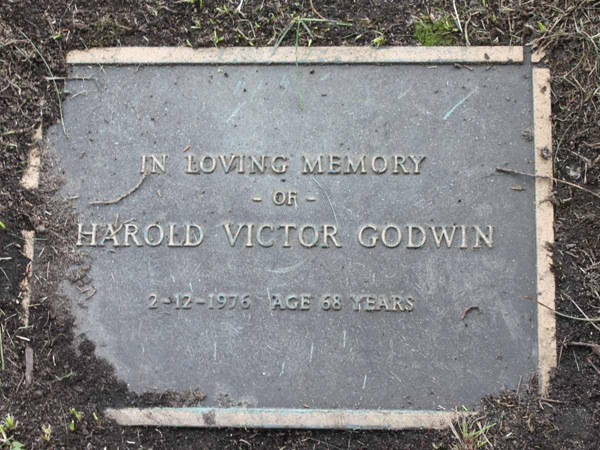 IN LOVING MEMORY
- OF -
HAROLD VICTOR GODWIN
2-12-1976 AGE 68 YEARS